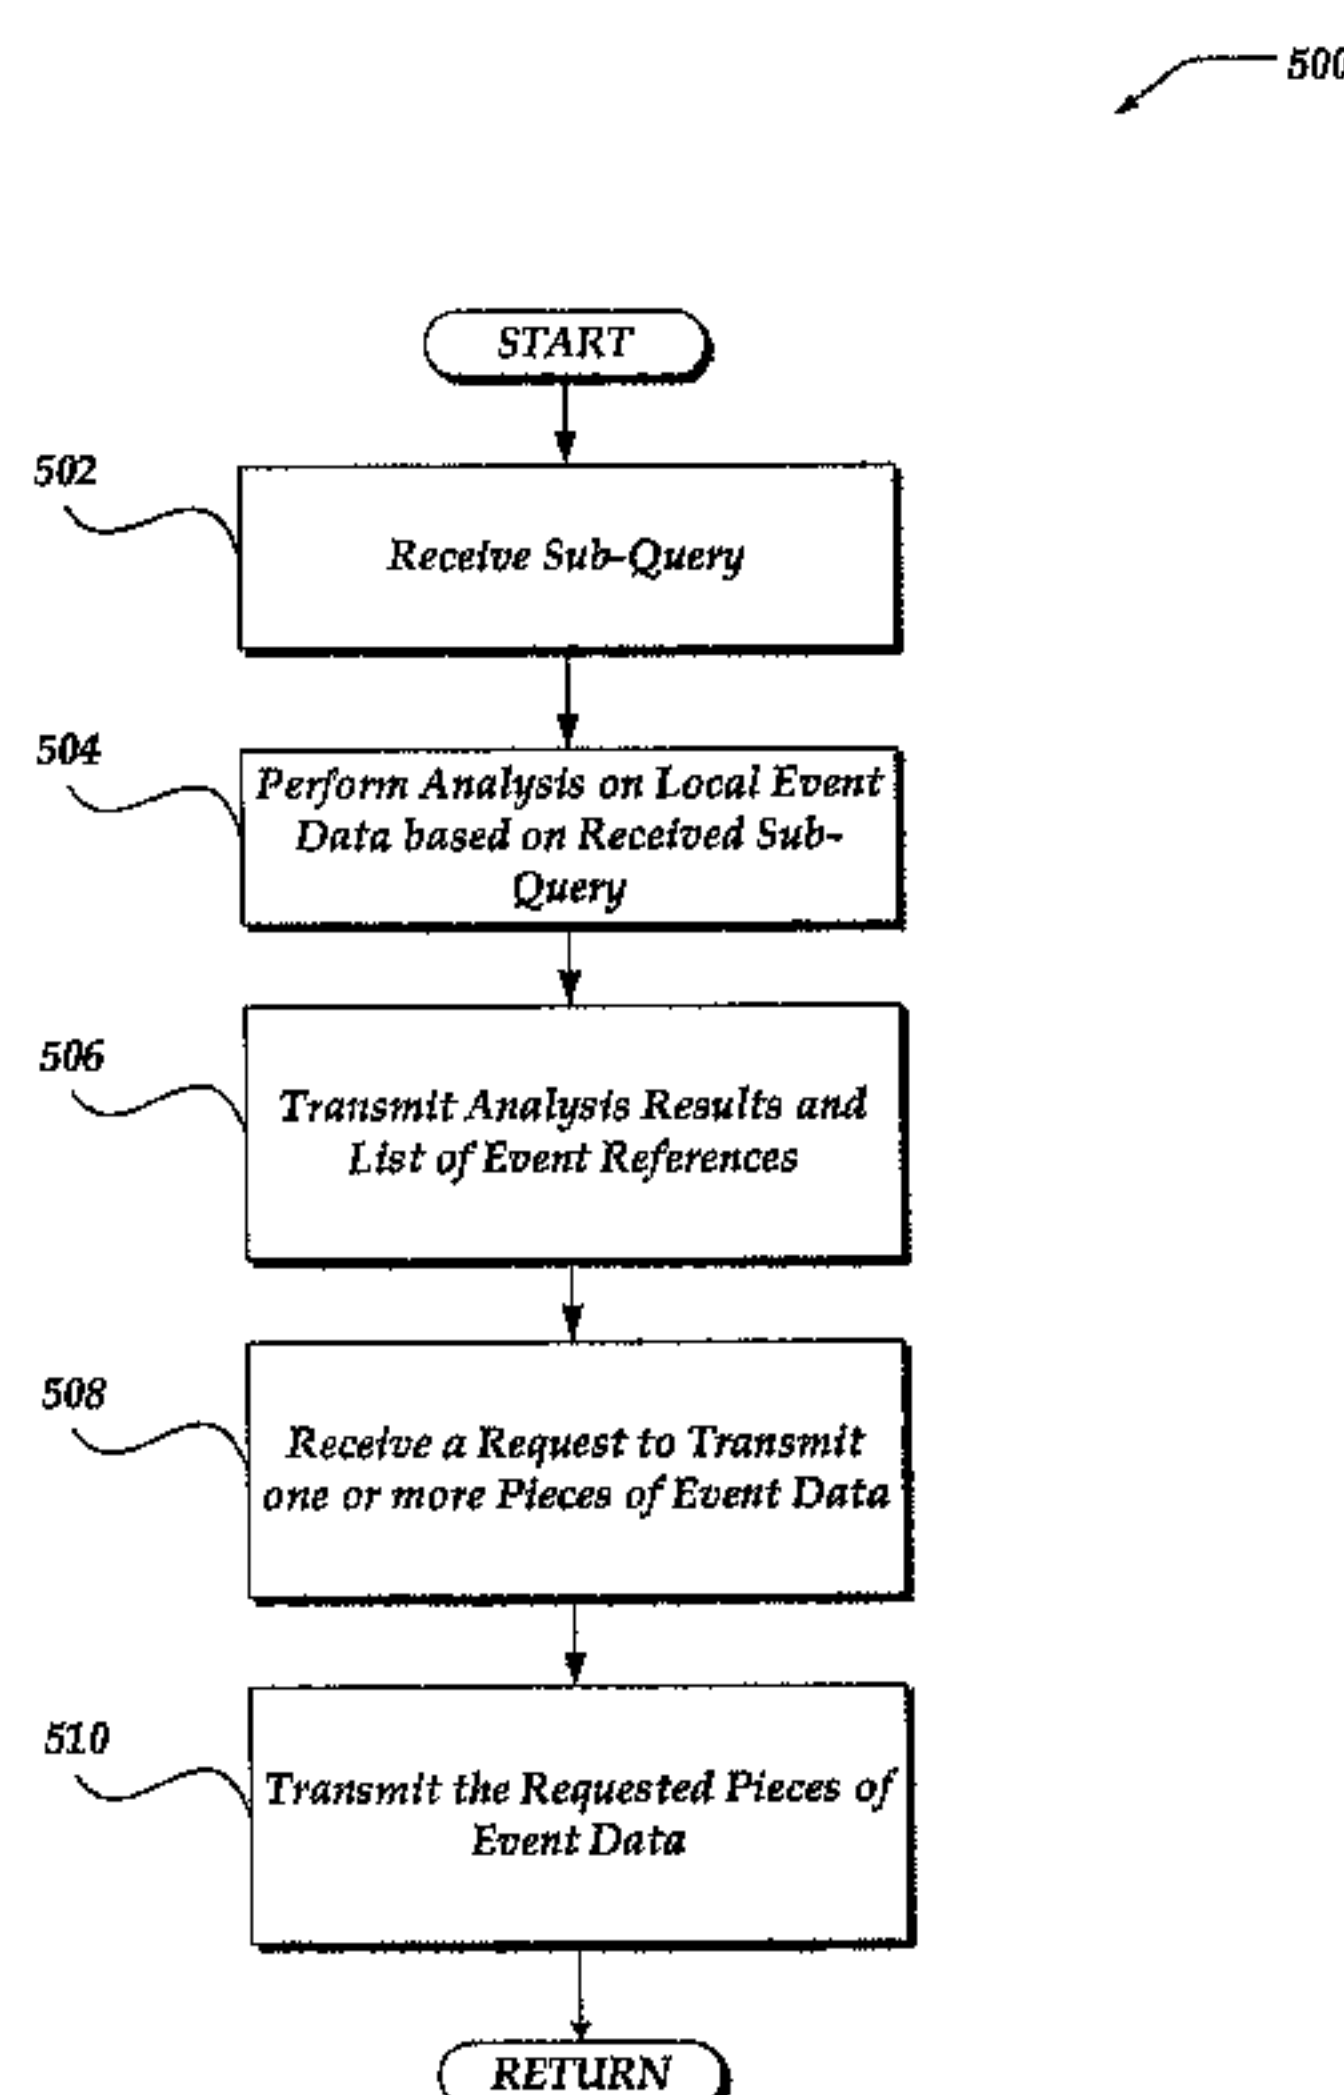 500
START
502
Receive Sub-Query
504
Perform Analysis on Local Event
Data based on Received Sub-
Query
506
Transmit Analysis Results and
List of Event References
508
Receive a Request to Transmit
one or more Pieces of Event Data
510
Transmit the Requested Pieces of
Event Data
RETURN